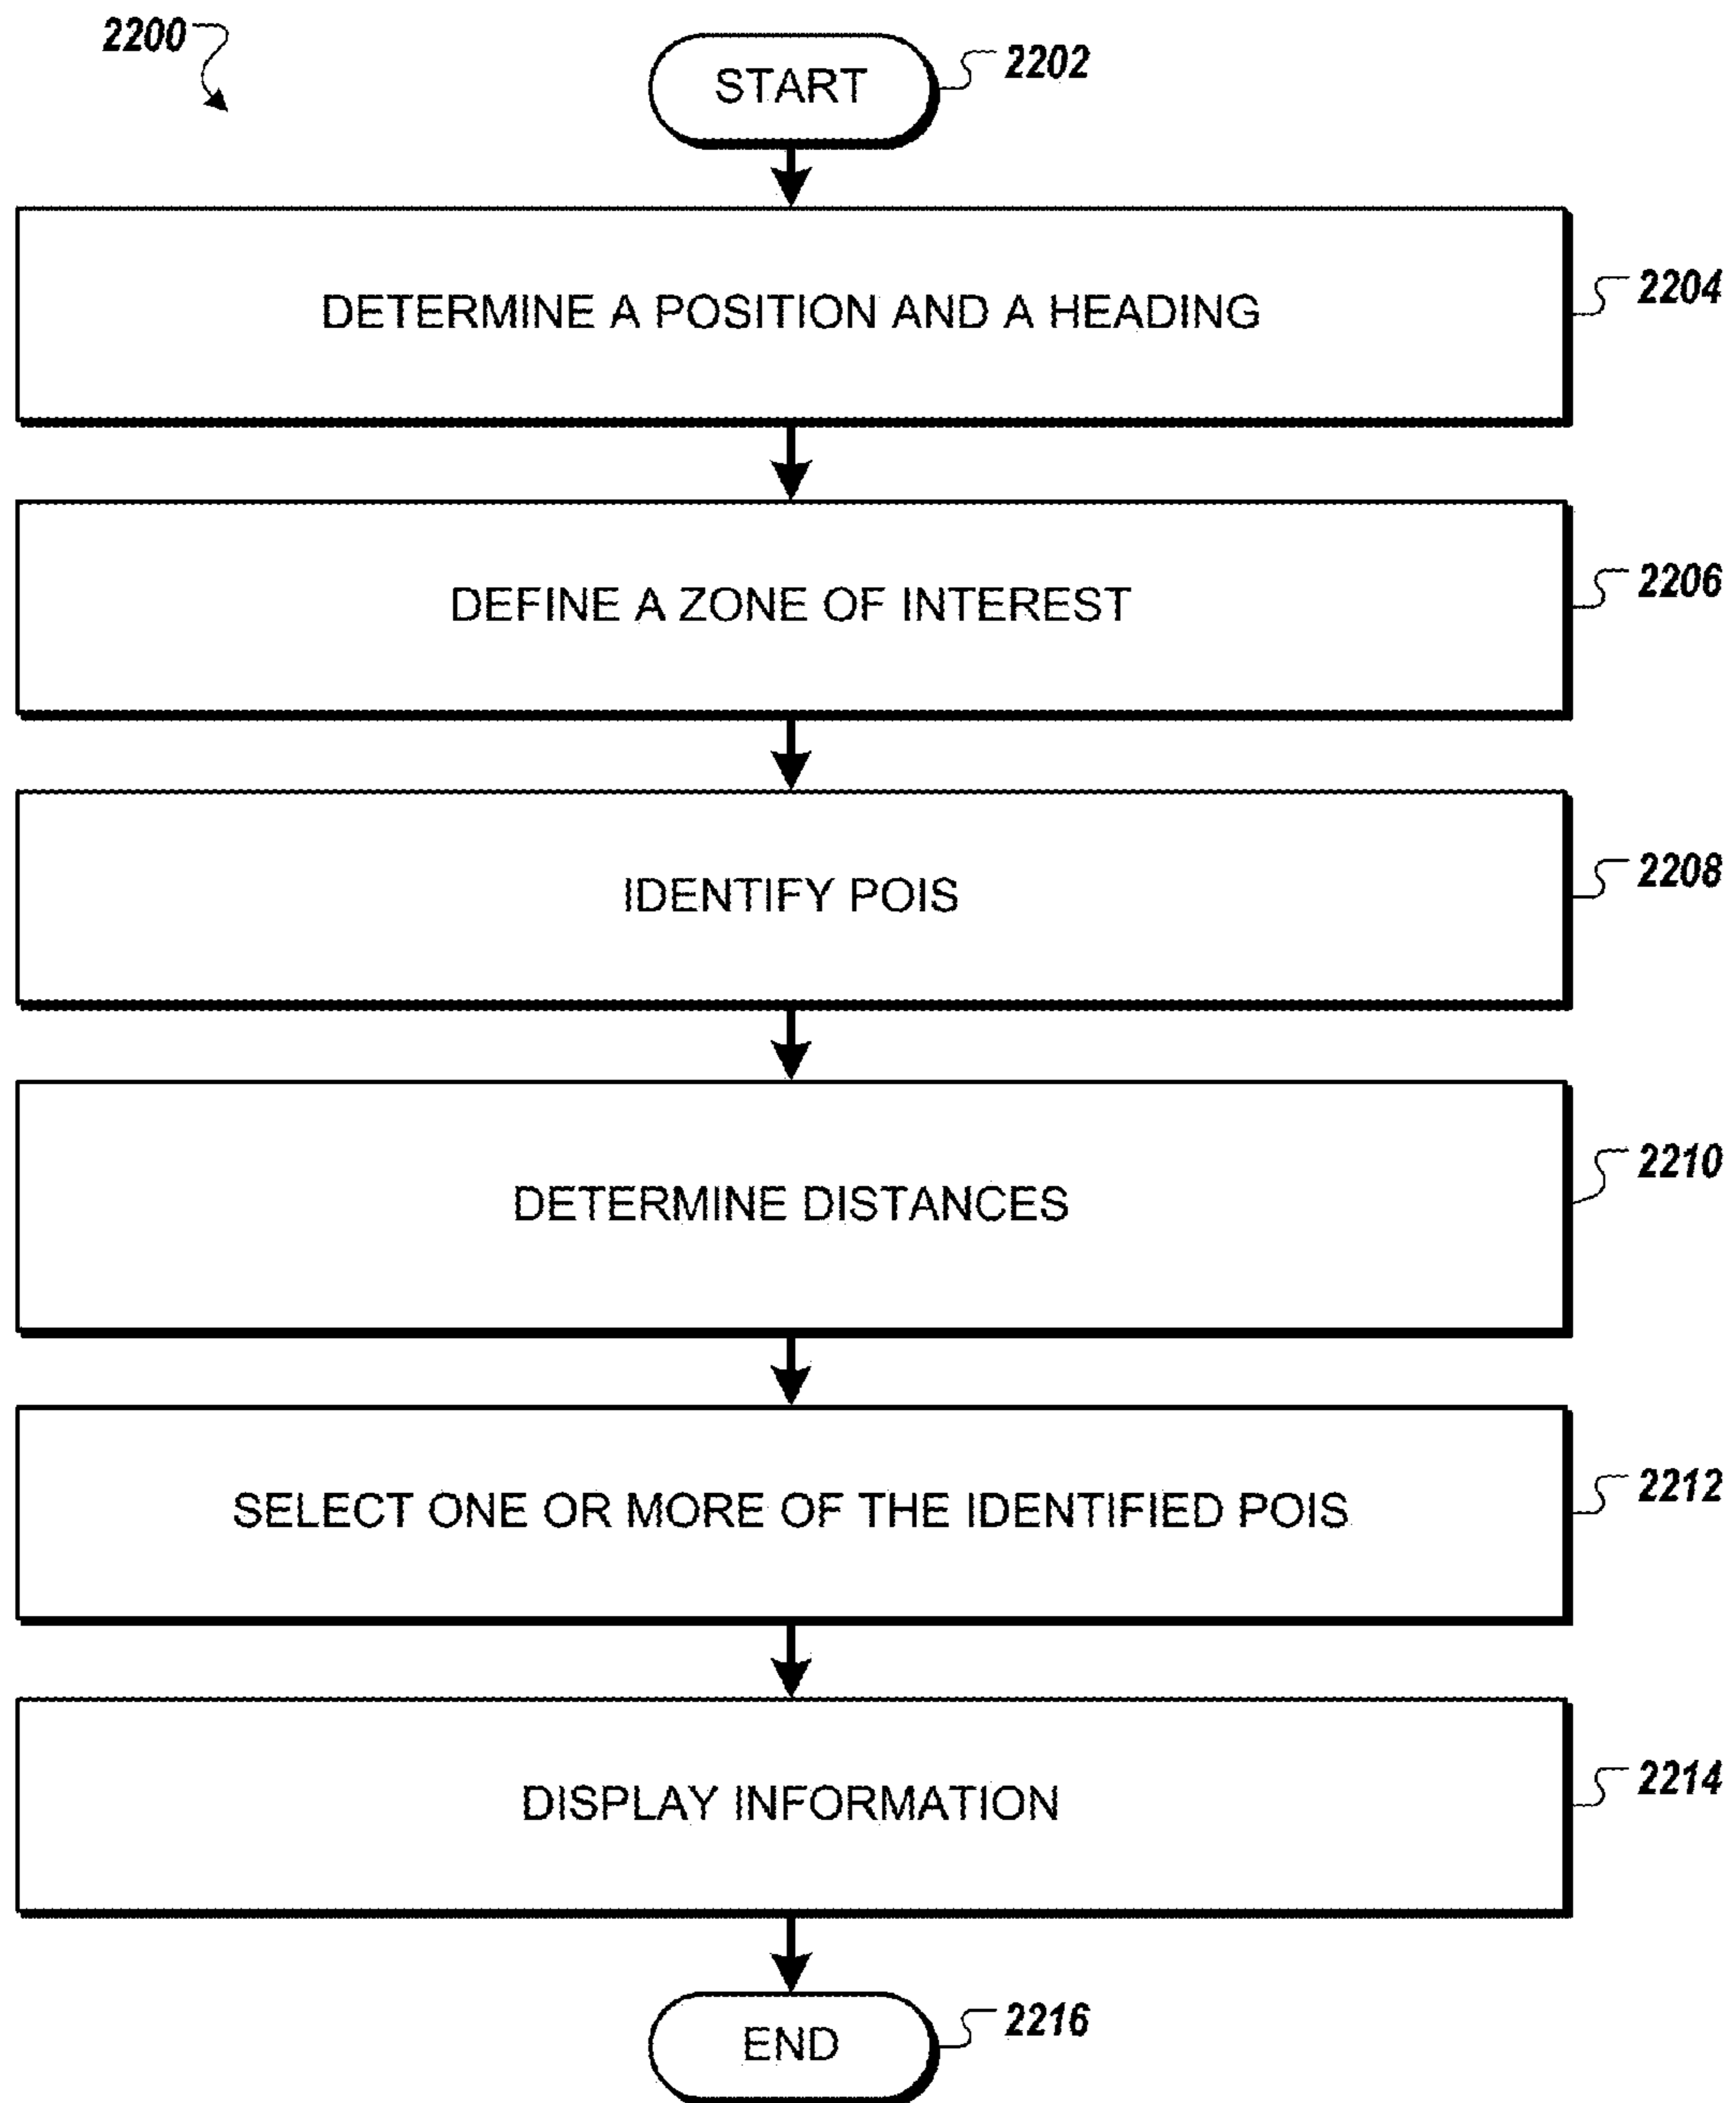 2200
START
2202
DETERMINE A POSITION AND A HEADING
2204
DEFINE A ZONE OF INTEREST
2206
IDENTIFY POIS
2208
DETERMINE DISTANCES
2210
SELECT ONE OR MORE OF THE IDENTIFIED POIS
2212
DISPLAY INFORMATION
2214
END
2216